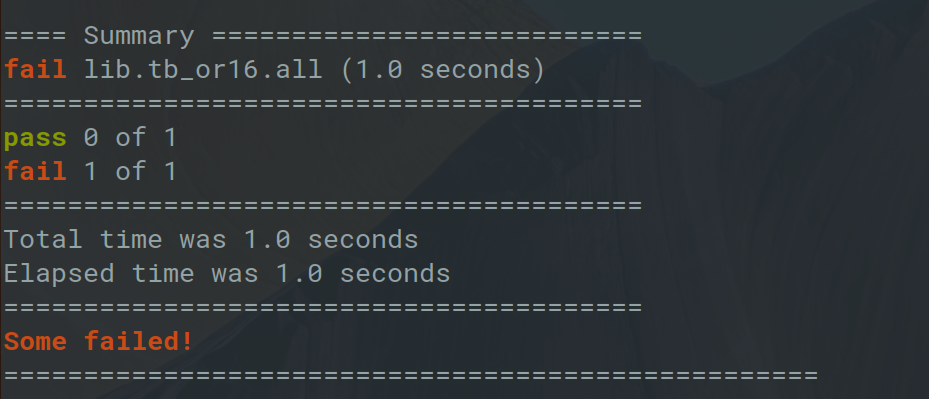 ==== Summary ===========================
fail lib.tb_or16.all (1.0 seconds)
========================================
pass 0 of 1
fail 1 of 1
========================================
Total time was 1.0 seconds
Elapsed time was 1.0 seconds
========================================
Some failed!
===================================================